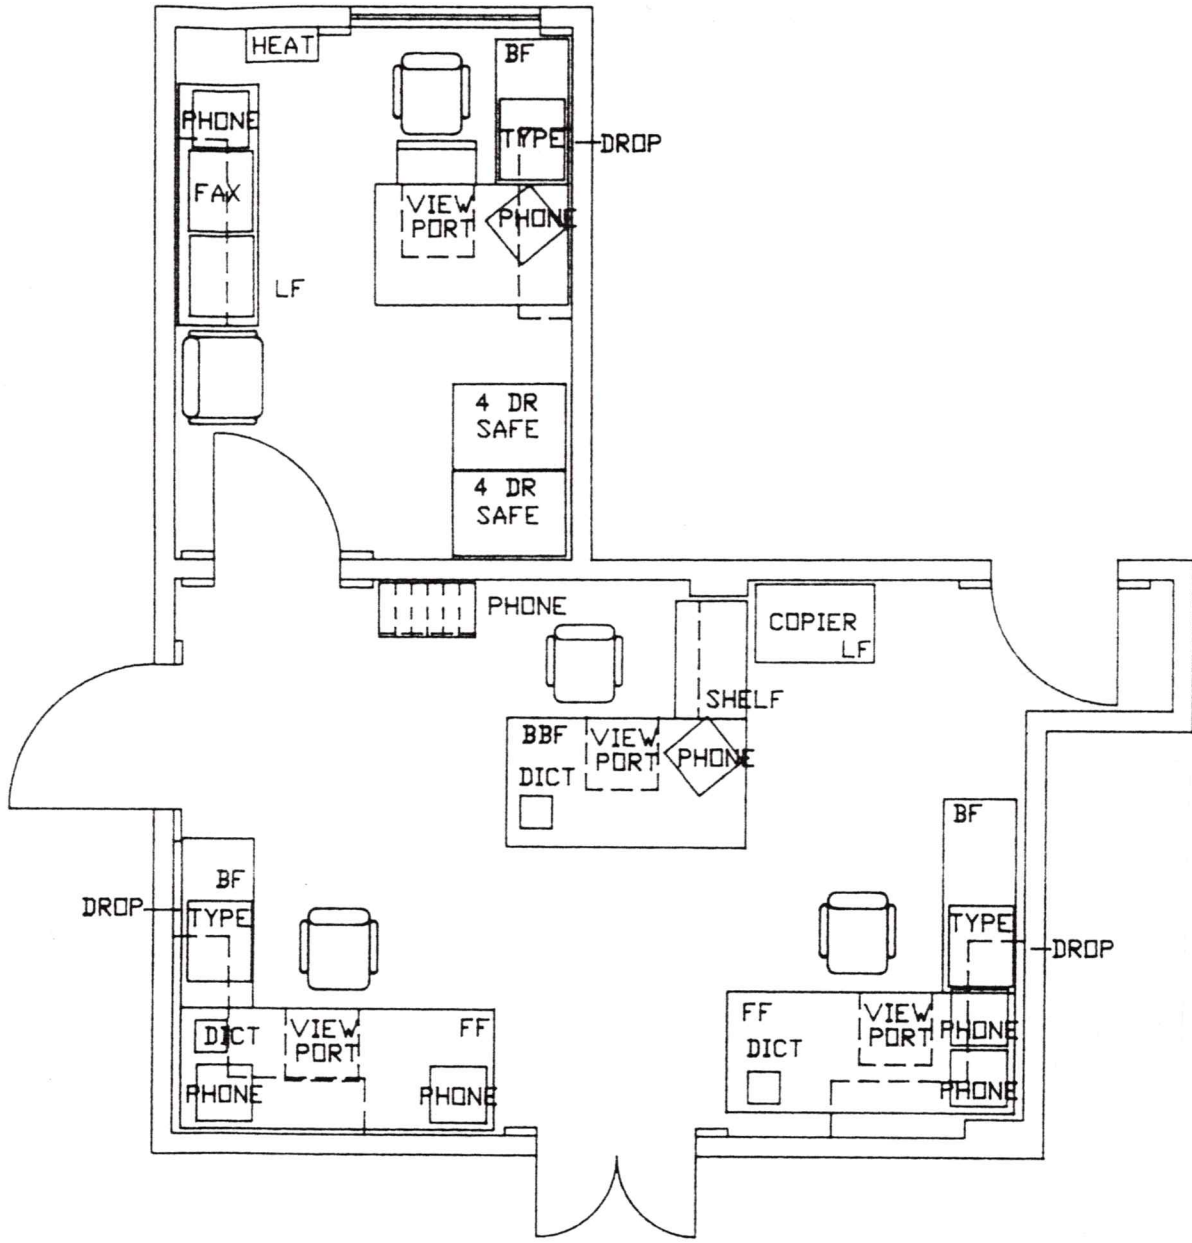 HEAT
BF
PHONE
TYPE
DROP
FAX
VIEW
PORT
PHONE
LF
4 DR
SAFE
4 DR
SAFE
PHONE
COPIER
LF
SHELF
BBF
VIEW
PORT
PHONE
DICT
BF
BF
DROP
TYPE
TYPE
DROP
DICT
VIEW
PORT
FF
PHONE
PHONE
FF
VIEW
PORT
PHONE
DICT
PHONE